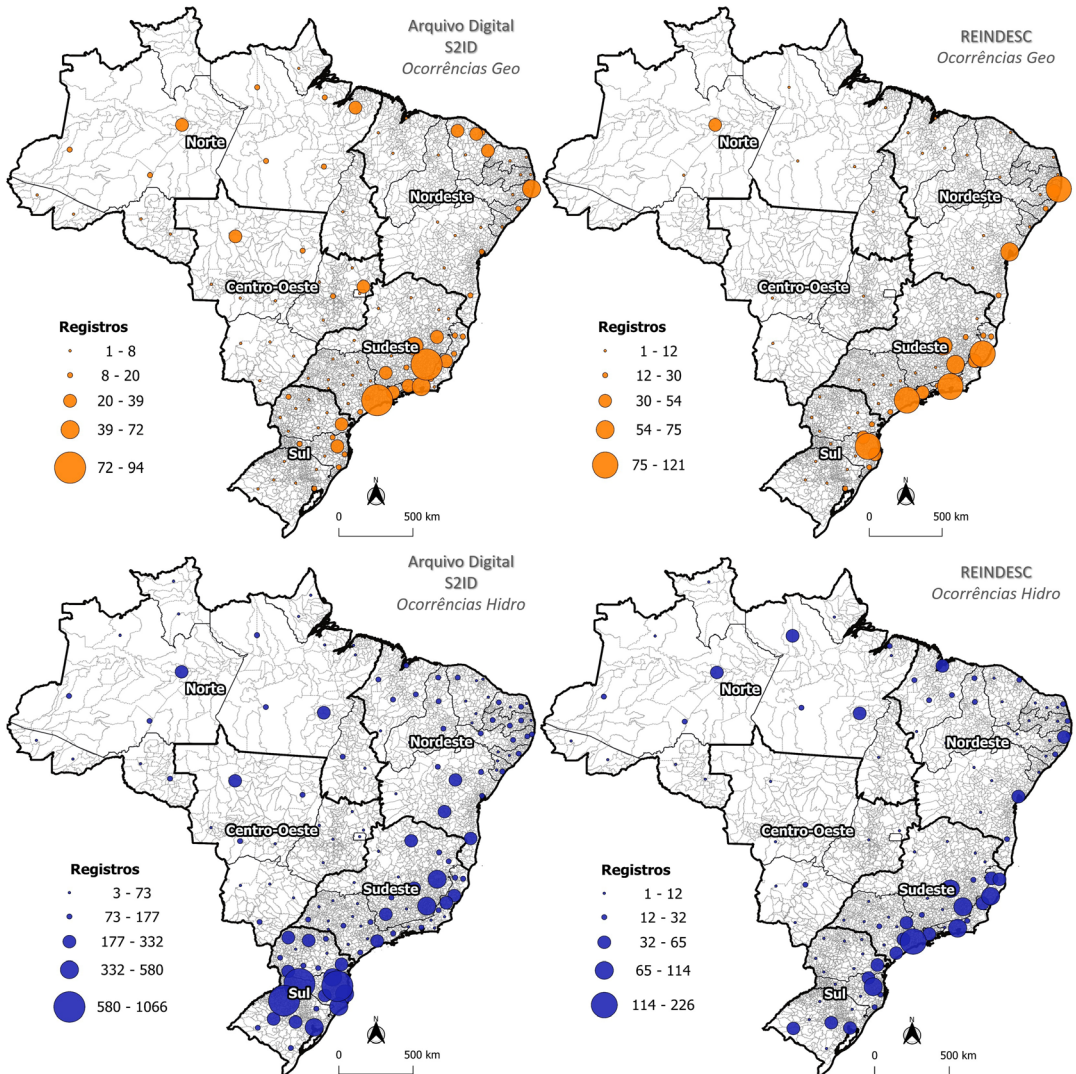 Arquivo Digital
S2ID
Ocorrências Geo
Norte
Nordeste
Centro-Oeste
Sudeste
Sul
Registros
1 - 8
8 - 20
20 - 39
39 - 72
72 - 94
N
0 500 km
REINDESC
Ocorrências Geo
Norte
Nordeste
Centro-Oeste
Sudeste
Sul
Registros
1 - 12
12 - 30
30 - 54
54 - 75
75 - 121
N
0 500 km
Arquivo Digital
S2ID
Ocorrências Hidro
Norte
Nordeste
Centro-Oeste
Sudeste
Sul
Registros
3 - 73
73 - 177
177 - 332
332 - 580
580 - 1066
N
0 500 km
REINDESC
Ocorrências Hidro
Norte
Nordeste
Centro-Oeste
Sudeste
Sul
Registros
1 - 12
12 - 32
32 - 65
65 - 114
114 - 226
N
0 500 km